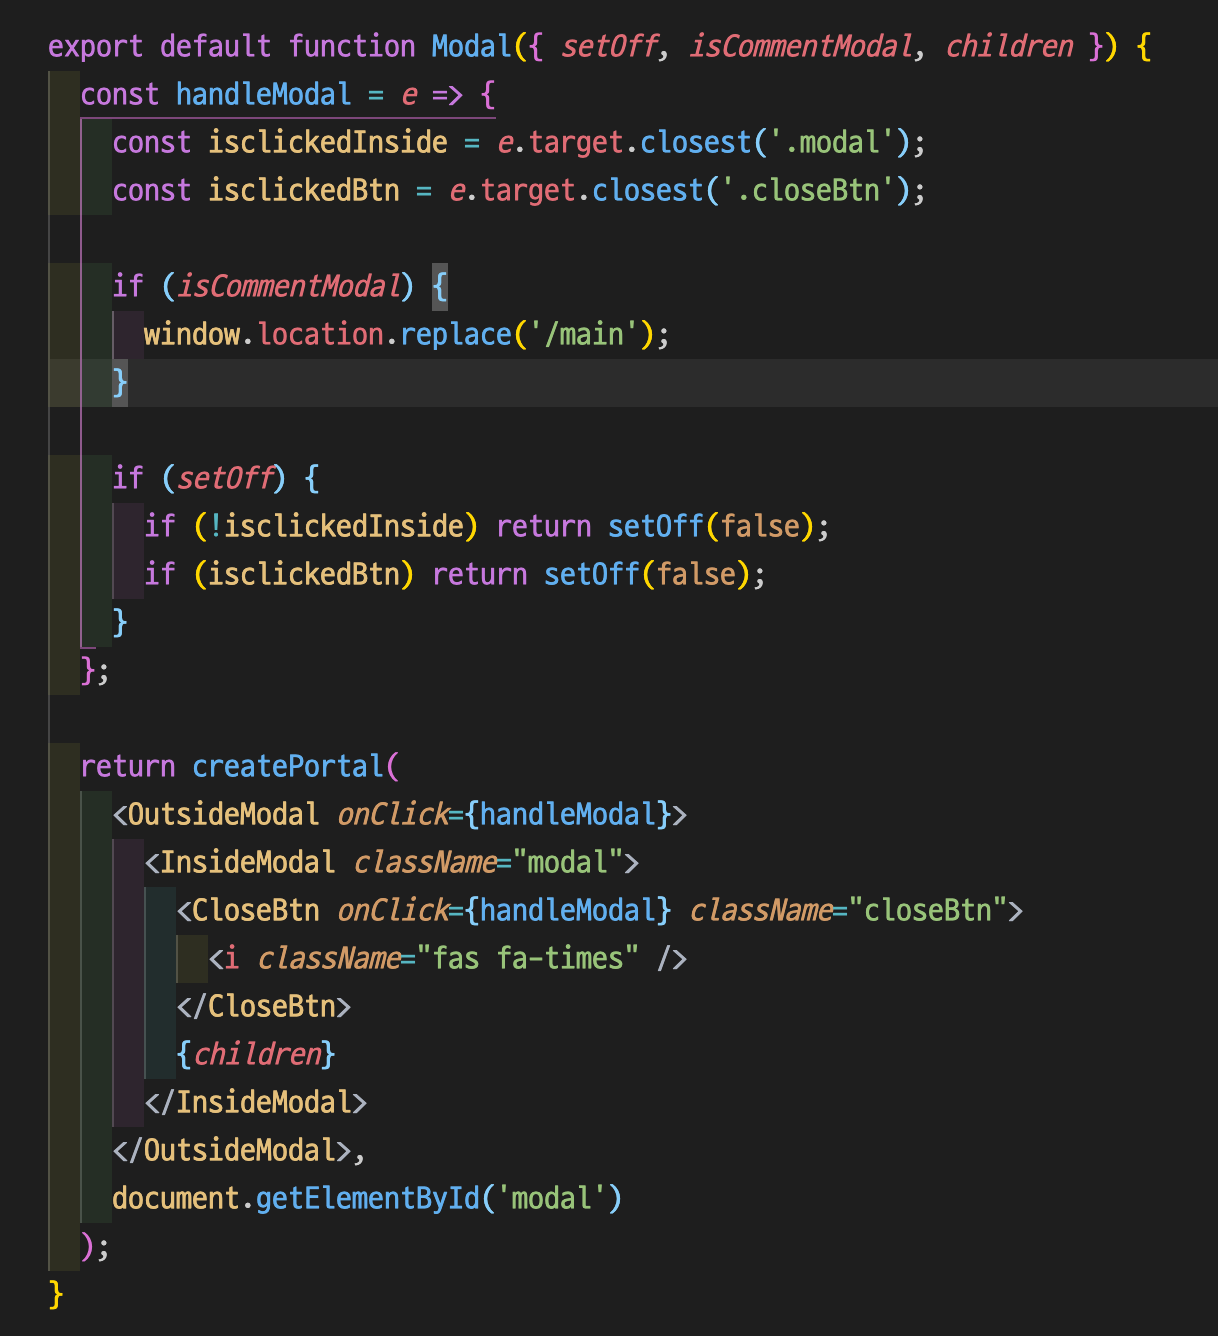 export default function Modal({ setOff, isCommentModal, children }) {
  const handleModal = e => {
    const isclickedInside = e.target.closest('.modal');
    const isclickedBtn = e.target.closest('.closeBtn');

    if (isCommentModal) {
      window.location.replace('/main');
    }

    if (setOff) {
      if (!isclickedInside) return setOff(false);
      if (isclickedBtn) return setOff(false);
    }
  };

  return createPortal(
    <OutsideModal onClick={handleModal}>
      <InsideModal className="modal">
        <CloseBtn onClick={handleModal} className="closeBtn">
          <i className="fas fa-times" />
        </CloseBtn>
        {children}
      </InsideModal>
    </OutsideModal>,
    document.getElementById('modal')
  );
}